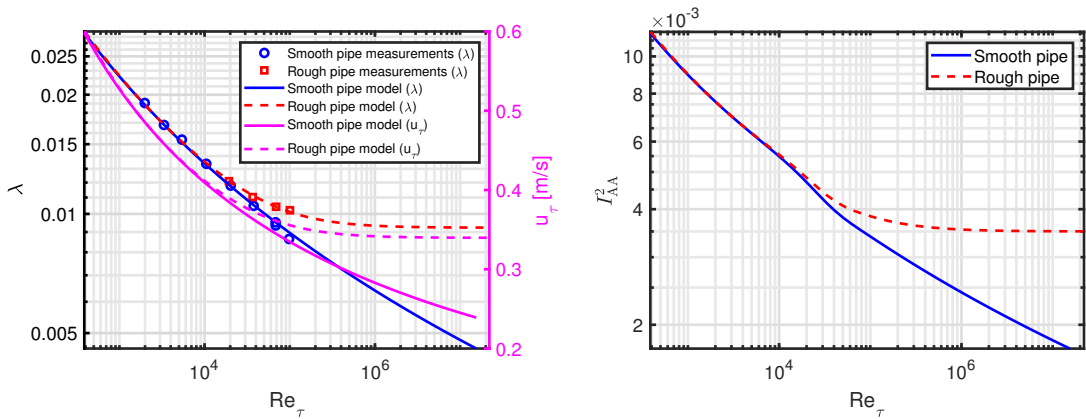 0.6
0.025
0.02
0.015
0.01
0.005
λ
0.5
0.4
0.3
0.2
u_τ [m/s]
Smooth pipe measurements (λ)
Rough pipe measurements (λ)
Smooth pipe model (λ)
Rough pipe model (λ)
Smooth pipe model (u_τ)
Rough pipe model (u_τ)
10^4
10^6
Re_τ
×10^-3
10
8
6
4
2
I^2_AA
Smooth pipe
Rough pipe
10^4
10^6
Re_τ